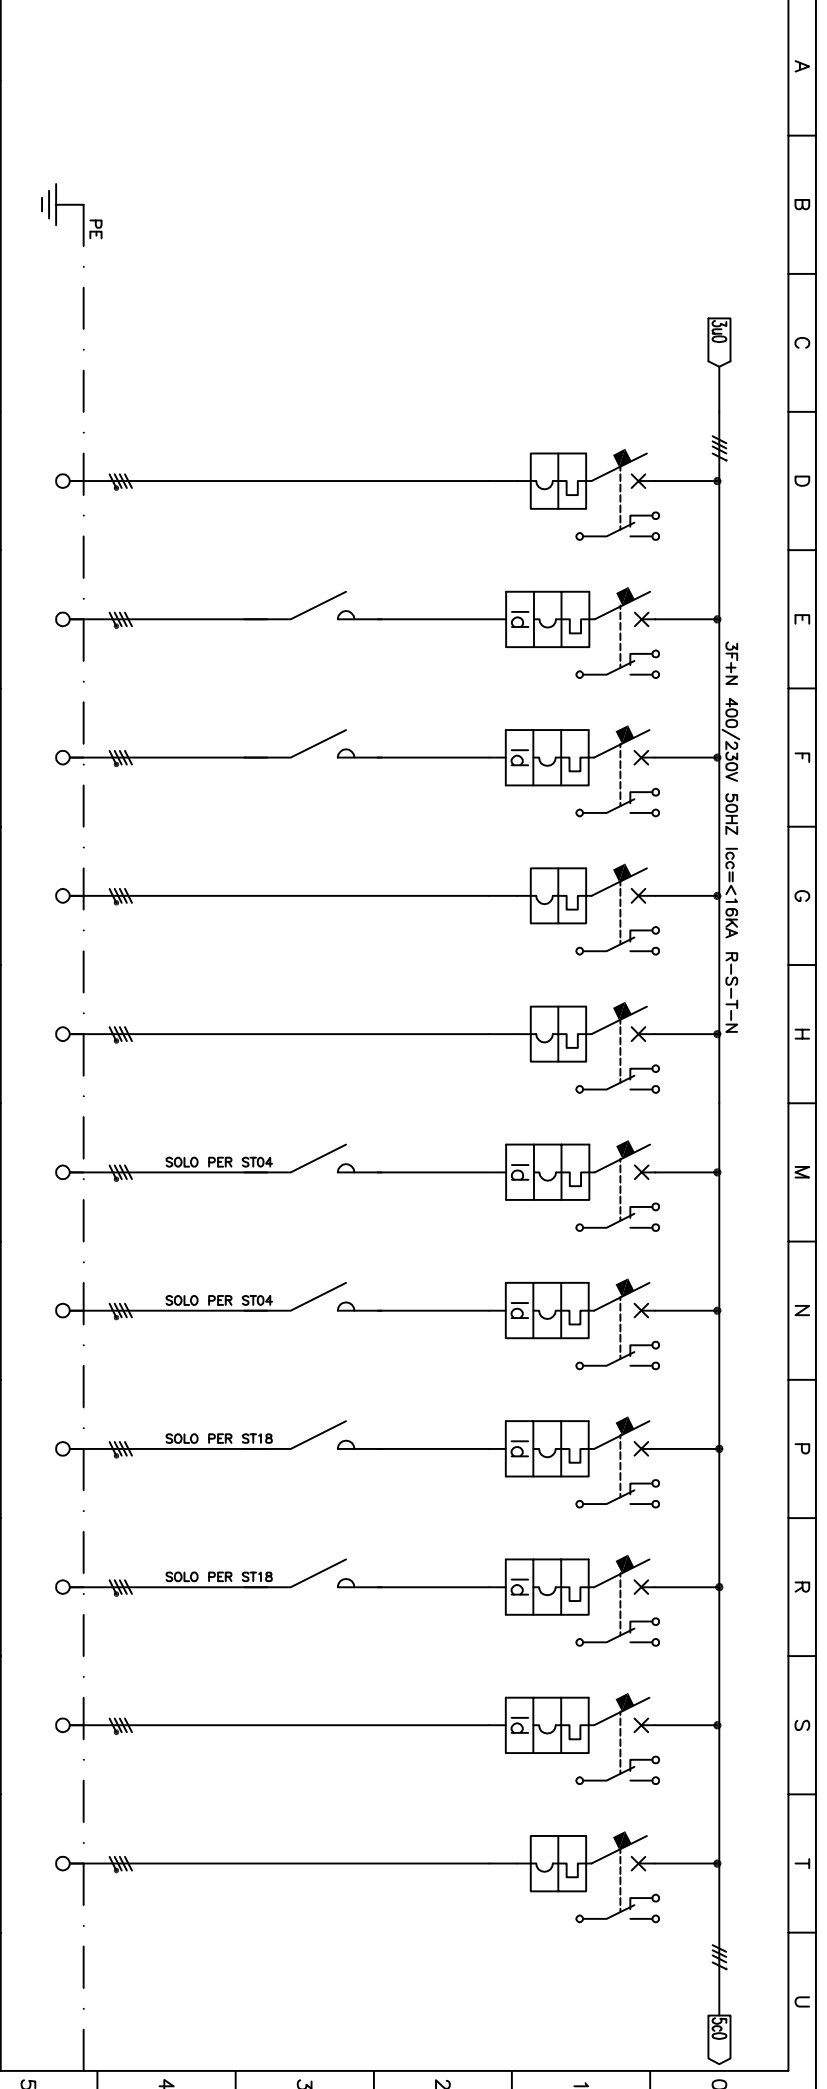 A
B
C
D
E
F
G
H
M
N
P
R
S
T
U
3u0
3F+N 400/230V 50HZ Icc=<16KA R-S-T-N
5c0
Id
Id
Id
Id
Id
Id
Id
SOLO PER ST04
SOLO PER ST04
SOLO PER ST18
SOLO PER ST18
PE
0
1
2
3
4
5